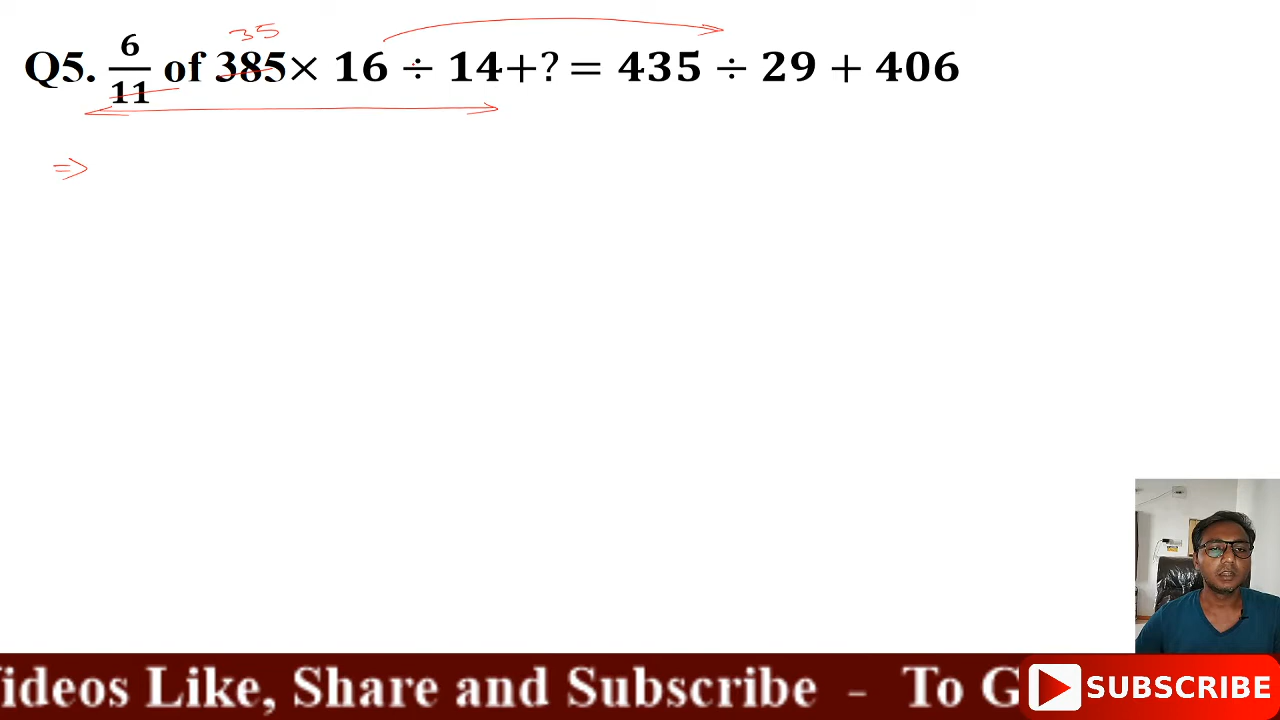 35
Q5. 6/11 of 385× 16 ÷ 14+? = 435 ÷ 29 + 406
⇒
ideos Like, Share and Subscribe - To G
SUBSCRIBE